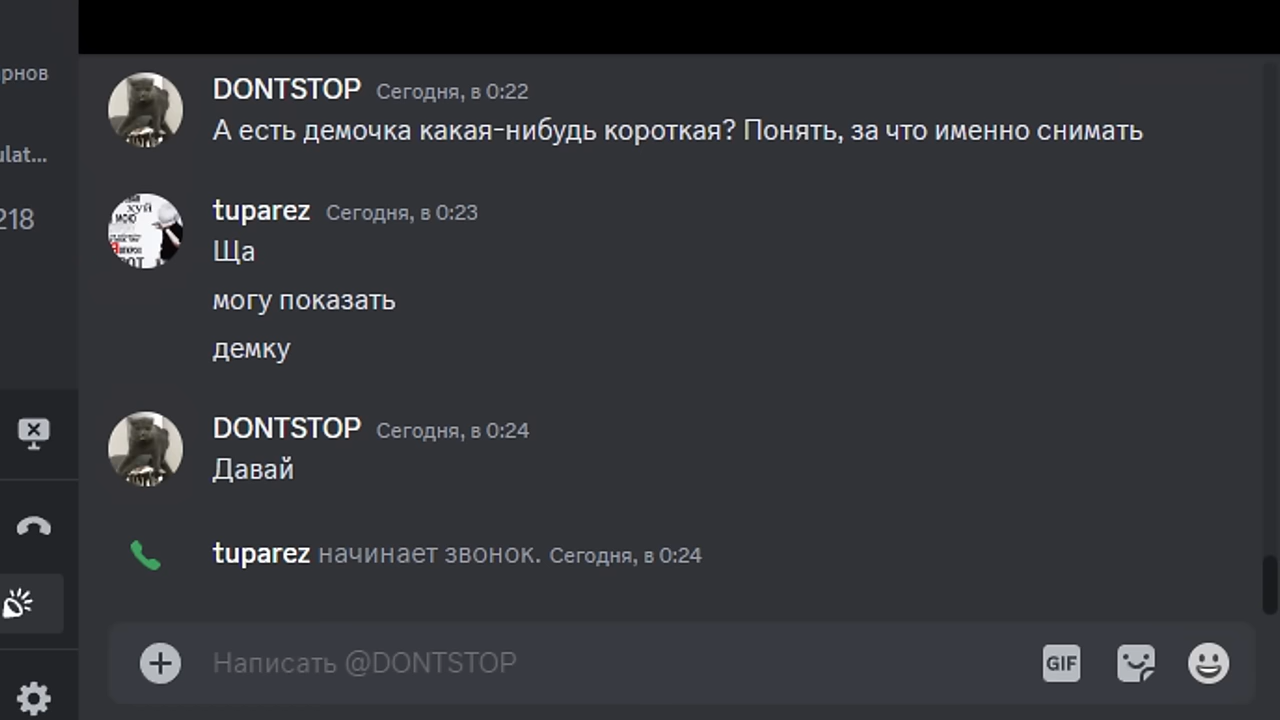 рнов
DONTSTOP Сегодня, в 0:22
А есть демочка какая-нибудь короткая? Понять, за что именно снимать
ulat...
tuparez Сегодня, в 0:23
218
Ща
могу показать
демку
DONTSTOP Сегодня, в 0:24
Давай
tuparez начинает звонок. Сегодня, в 0:24
Написать @DONTSTOP
GIF